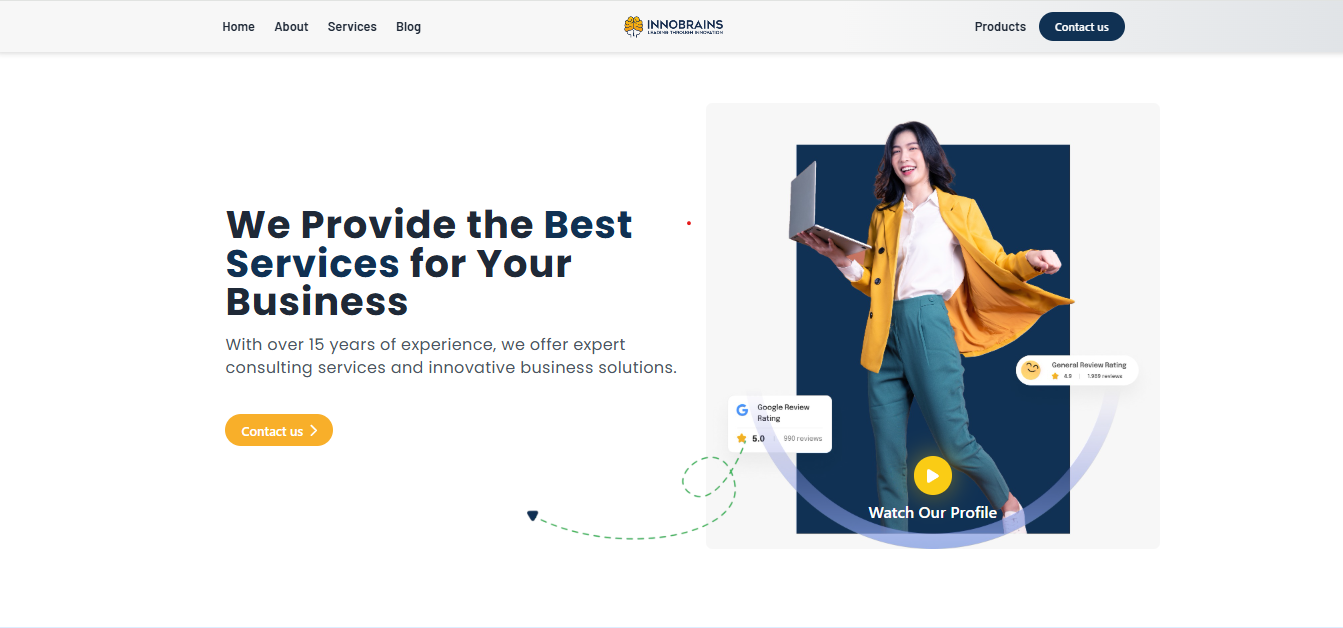 Home About Services Blog
INNOBRAINS
LEADING THROUGH INNOVATION
Products Contact us
We Provide the Best
Services for Your
Business
With over 15 years of experience, we offer expert
consulting services and innovative business solutions.
Contact us
General Review Rating
4.9 | 1.989 reviews
Google Review
Rating
5.0 | 990 reviews
Watch Our Profile